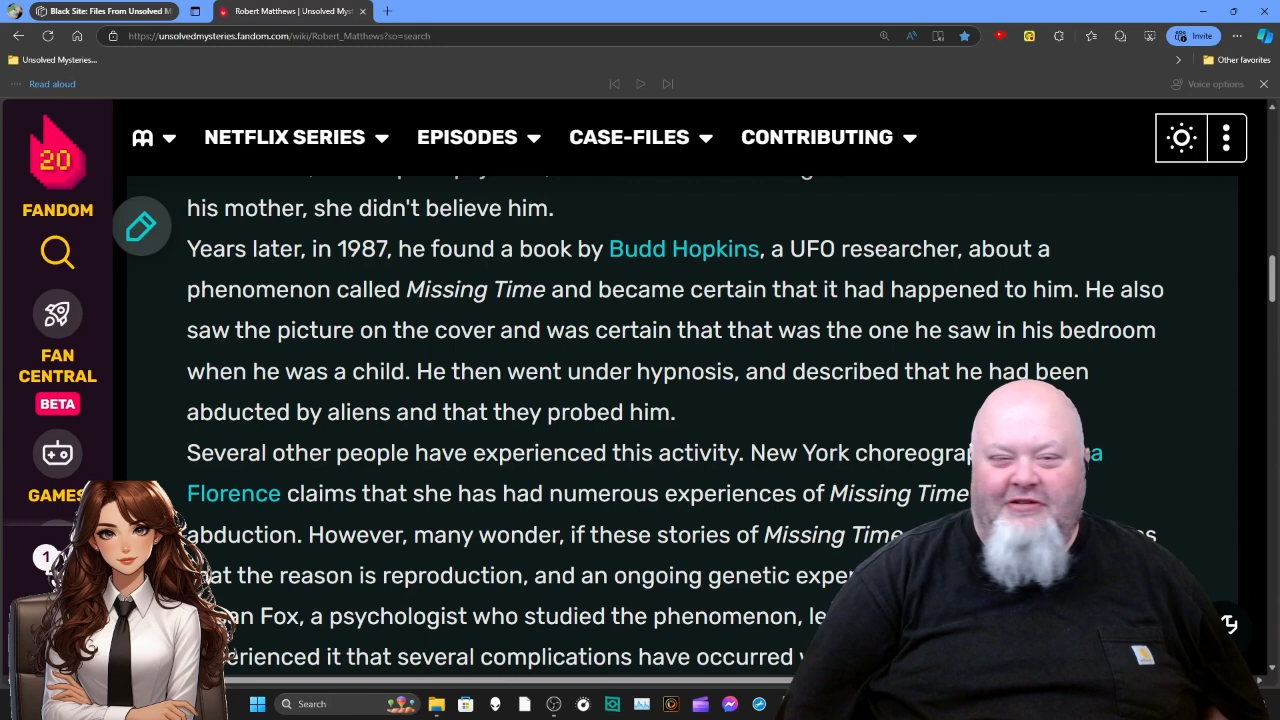 Black Site: Files From Unsolved M
Robert Matthews | Unsolved Mys
https://unsolvedmysteries.fandom.com/wiki/Robert_Matthews?so=search
Invite
Unsolved Mysteries...
Other favorites
Read aloud
Voice options
20
FANDOM
FAN
CENTRAL
BETA
GAMES
1
NETFLIX SERIES
EPISODES
CASE-FILES
CONTRIBUTING
his mother, she didn't believe him.
Years later, in 1987, he found a book by Budd Hopkins, a UFO researcher, about a
phenomenon called Missing Time and became certain that it had happened to him. He also
saw the picture on the cover and was certain that that was the one he saw in his bedroom
when he was a child. He then went under hypnosis, and described that he had been
abducted by aliens and that they probed him.
Several other people have experienced this activity. New York choreograp
Florence claims that she has had numerous experiences of Missing Time
abduction. However, many wonder, if these stories of Missing Time
that the reason is reproduction, and an ongoing genetic expe
an Fox, a psychologist who studied the phenomenon, le
erienced it that several complications have occurred
Search